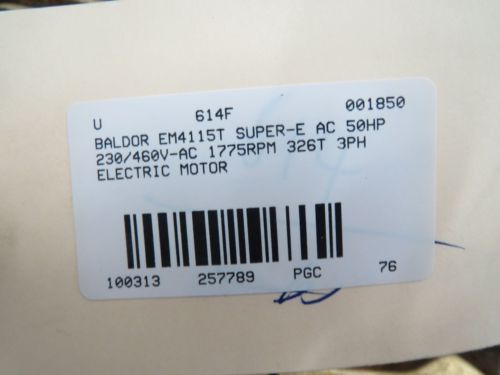 U 614F 001850
BALDOR EM4115T SUPER-E AC 50HP
230/460V-AC 1775RPM 326T 3PH
ELECTRIC MOTOR
100313 257789 PGC 76